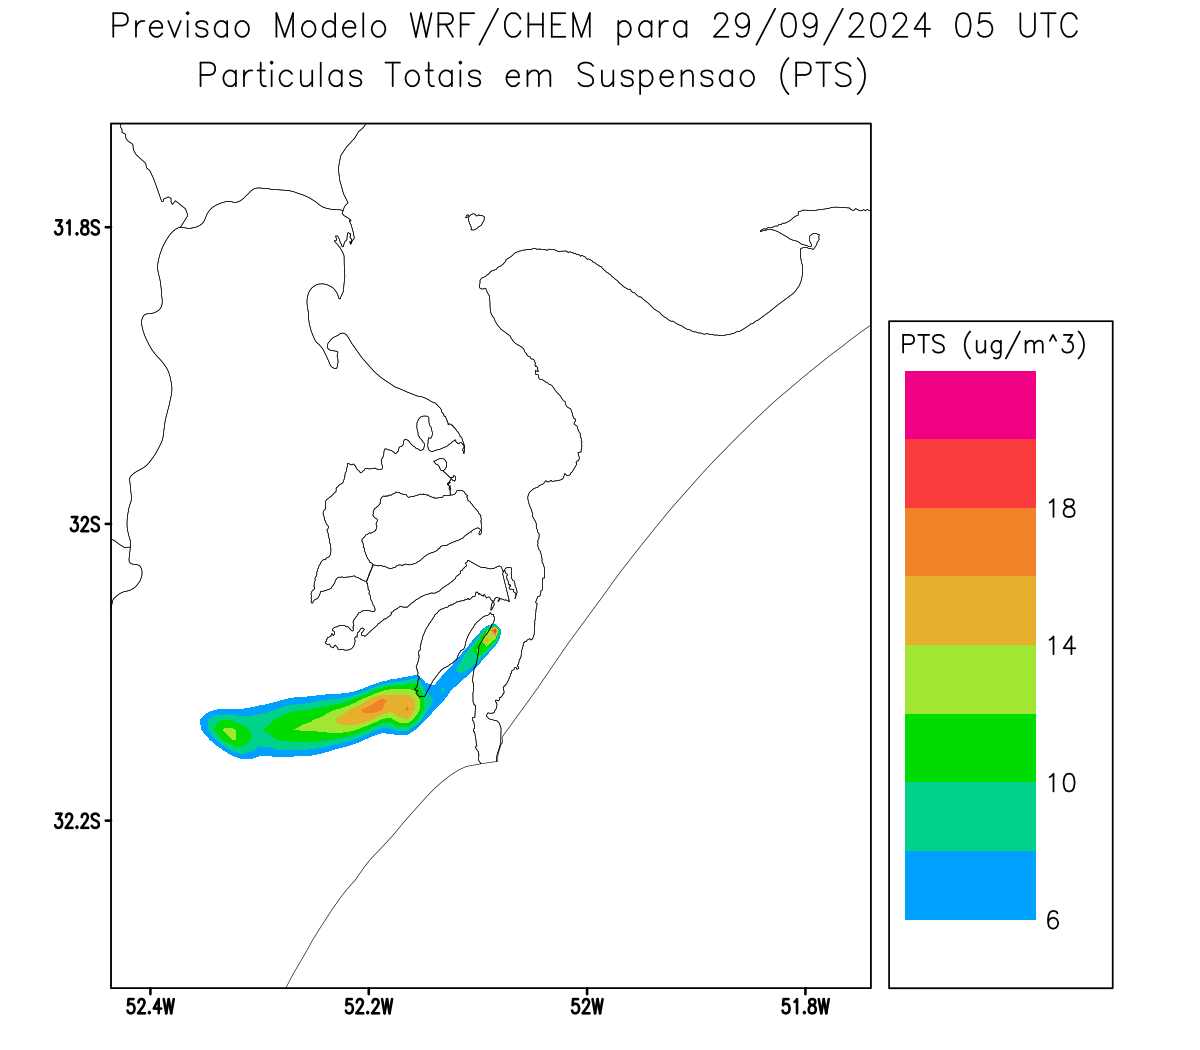 Previsao Modelo WRF/CHEM para 29/09/2024 05 UTC
Particulas Totais em Suspensao (PTS)
31.8S
32S
32.2S
52.4W
52.2W
52W
51.8W
PTS (ug/m^3)
18
14
10
6